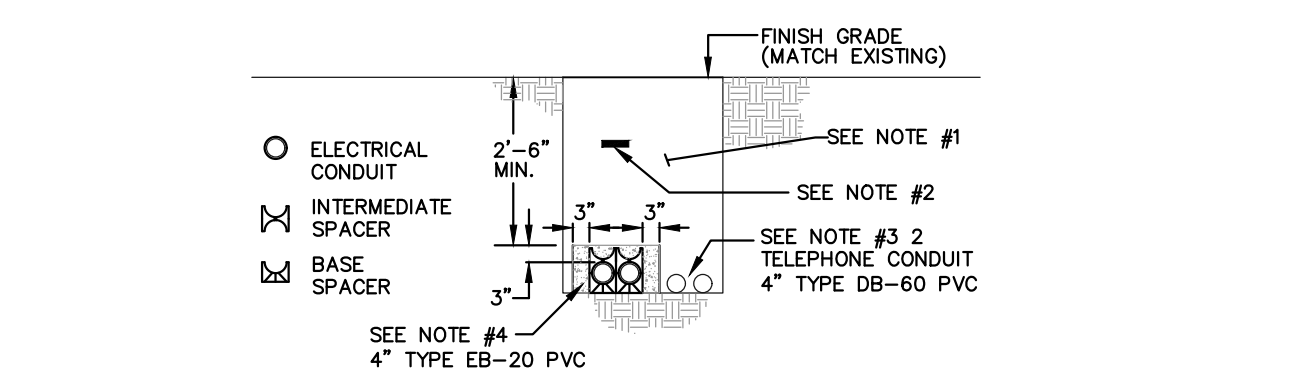 FINISH GRADE
(MATCH EXISTING)
ELECTRICAL
CONDUIT
2'-6"
MIN.
SEE NOTE #1
SEE NOTE #2
INTERMEDIATE
SPACER
3"
3"
SEE NOTE #3 2
TELEPHONE CONDUIT
4" TYPE DB-60 PVC
BASE
SPACER
3"
SEE NOTE #4
4" TYPE EB-20 PVC